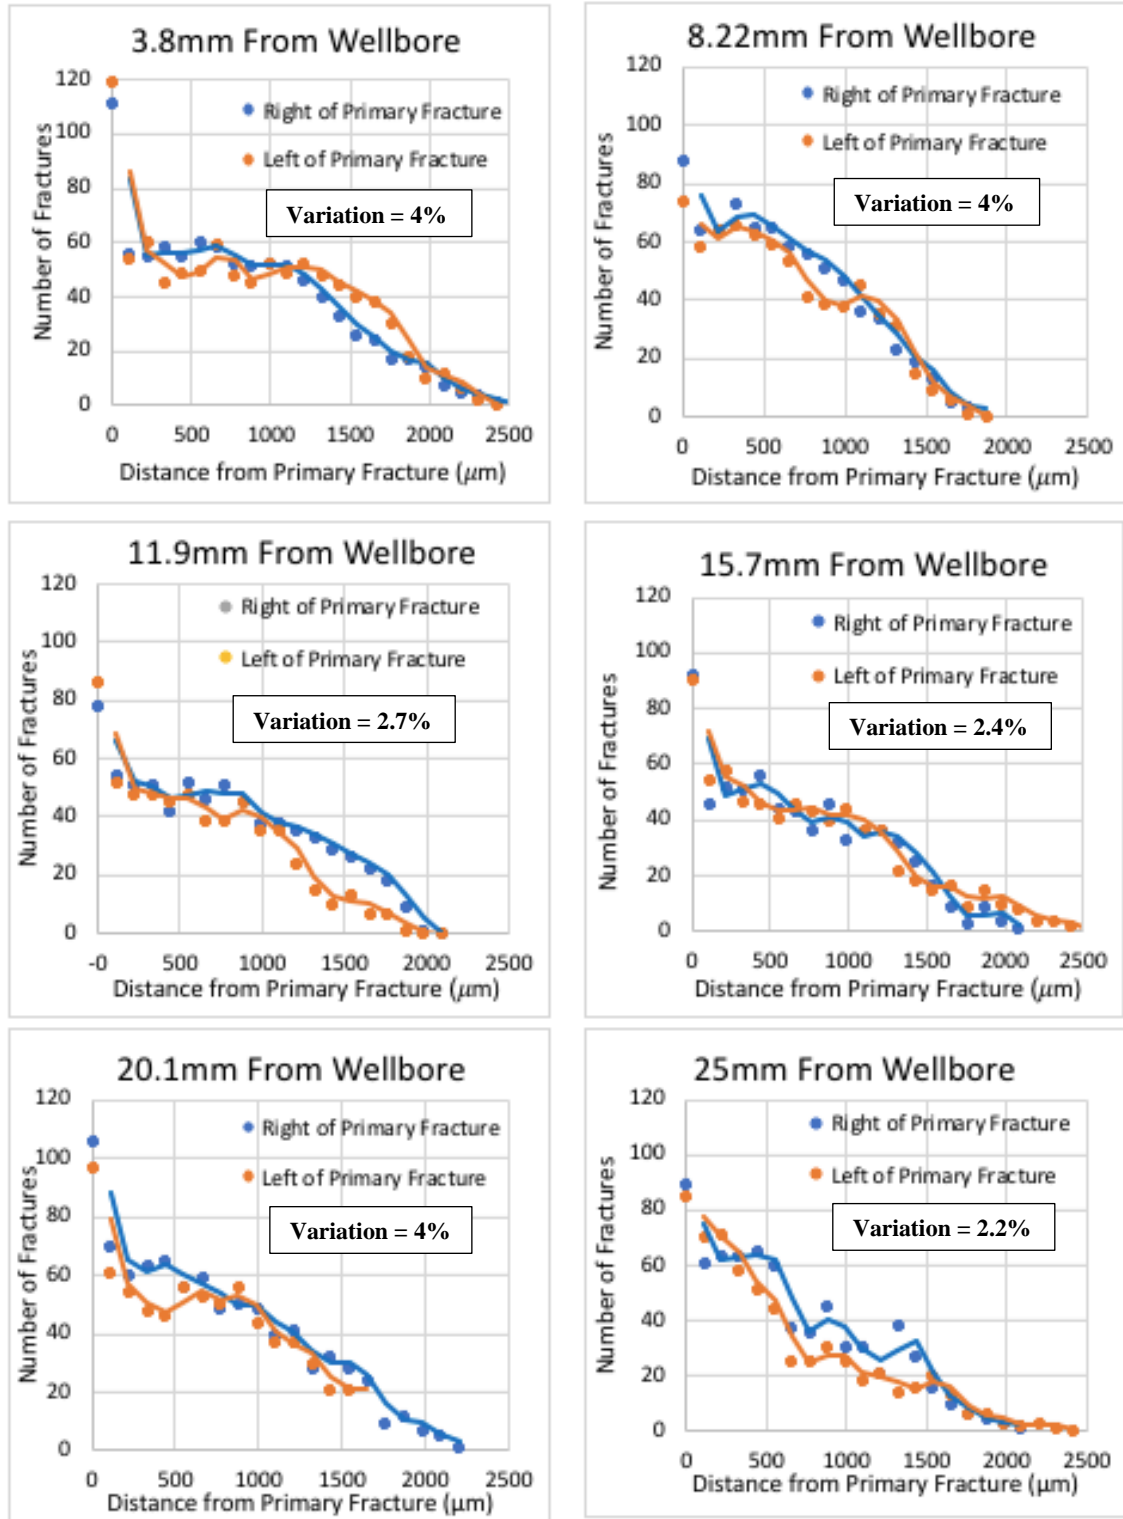 3.8mm From Wellbore
120
100
80
60
40
20
0
Number of Fractures
Right of Primary Fracture
Left of Primary Fracture
Variation = 4%
0 500 1000 1500 2000 2500
Distance from Primary Fracture (μm)
8.22mm From Wellbore
120
100
80
60
40
20
0
Number of Fractures
Right of Primary Fracture
Left of Primary Fracture
Variation = 4%
0 500 1000 1500 2000 2500
Distance from Primary Fracture (μm)
11.9mm From Wellbore
120
100
80
60
40
20
0
Number of Fractures
Right of Primary Fracture
Left of Primary Fracture
Variation = 2.7%
-0 500 1000 1500 2000 2500
Distance from Primary Fracture (μm)
15.7mm From Wellbore
120
100
80
60
40
20
0
Number of Fractures
Right of Primary Fracture
Left of Primary Fracture
Variation = 2.4%
0 500 1000 1500 2000 2500
Distance from Primary Fracture (μm)
20.1mm From Wellbore
120
100
80
60
40
20
0
Number of Fractures
Right of Primary Fracture
Left of Primary Fracture
Variation = 4%
0 500 1000 1500 2000 2500
Distance from Primary Fracture (μm)
25mm From Wellbore
120
100
80
60
40
20
0
Number of Fractures
Right of Primary Fracture
Left of Primary Fracture
Variation = 2.2%
0 500 1000 1500 2000 2500
Distance from Primary Fracture (μm)